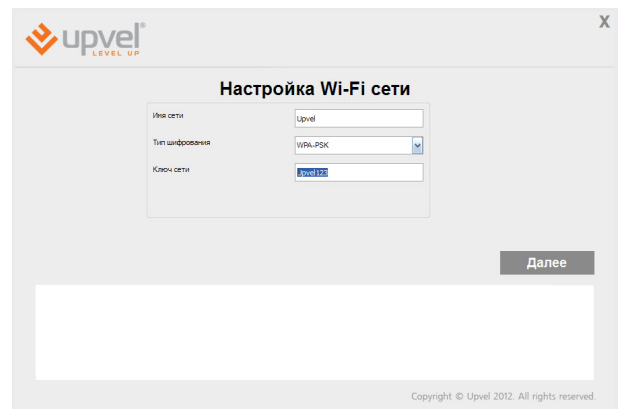 X
upvel®
LEVEL UP
Настройка Wi-Fi сети
Имя сети
Upvel
Тип шифрования
WPA-PSK
Ключ сети
Upvel123
Далее
Copyright © Upvel 2012. All rights reserved.